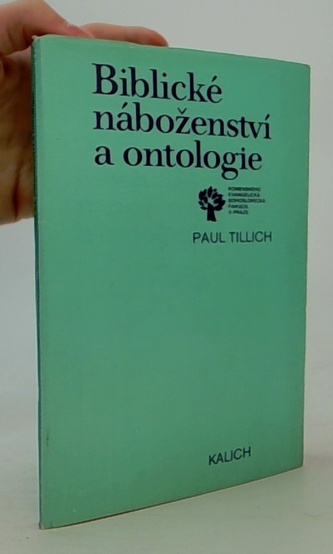 Biblické
náboženství
a ontologie
KOMENSKÉHO
EVANGELICKÁ
BOHOSLOVECKÁ
FAKULTA
V PRAZE
PAUL TILLICH
KALICH